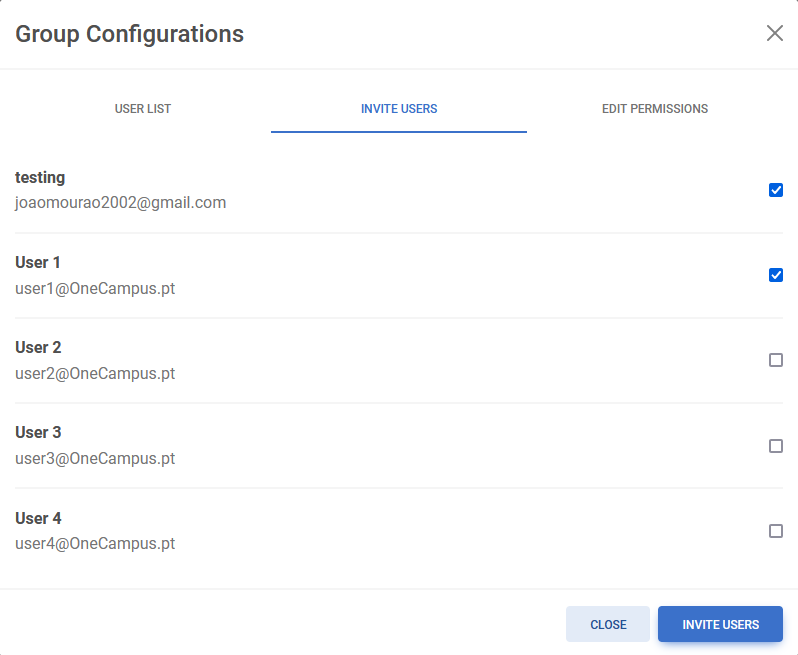 Group Configurations
USER LIST
INVITE USERS
EDIT PERMISSIONS
testing
joaomourao2002@gmail.com
User 1
user1@OneCampus.pt
User 2
user2@OneCampus.pt
User 3
user3@OneCampus.pt
User 4
user4@OneCampus.pt
CLOSE
INVITE USERS